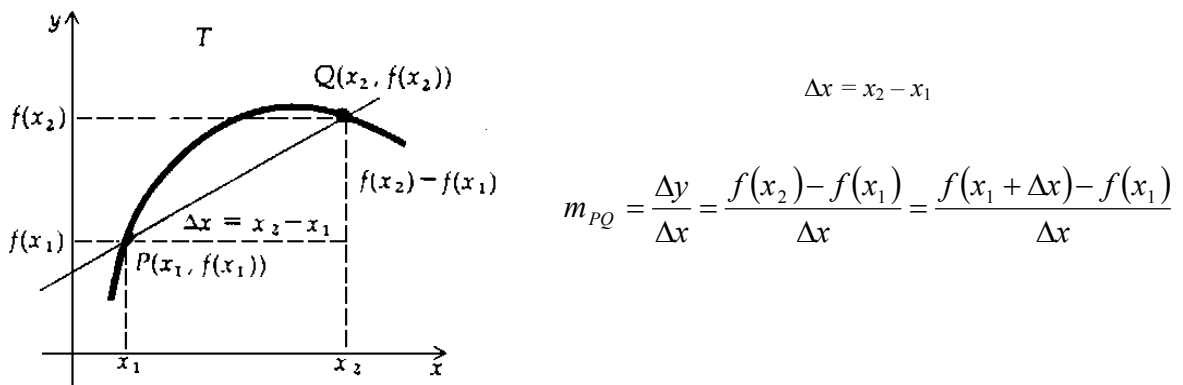 y
T
Q(x₂, f(x₂))
f(x₂)
f(x₂) – f(x₁)
Δx = x₂ – x₁
f(x₁)
P(x₁, f(x₁))
x₁
x₂
x
Δx = x₂ – x₁
m_PQ = Δy/Δx = (f(x₂) – f(x₁))/Δx = (f(x₁ + Δx) – f(x₁))/Δx